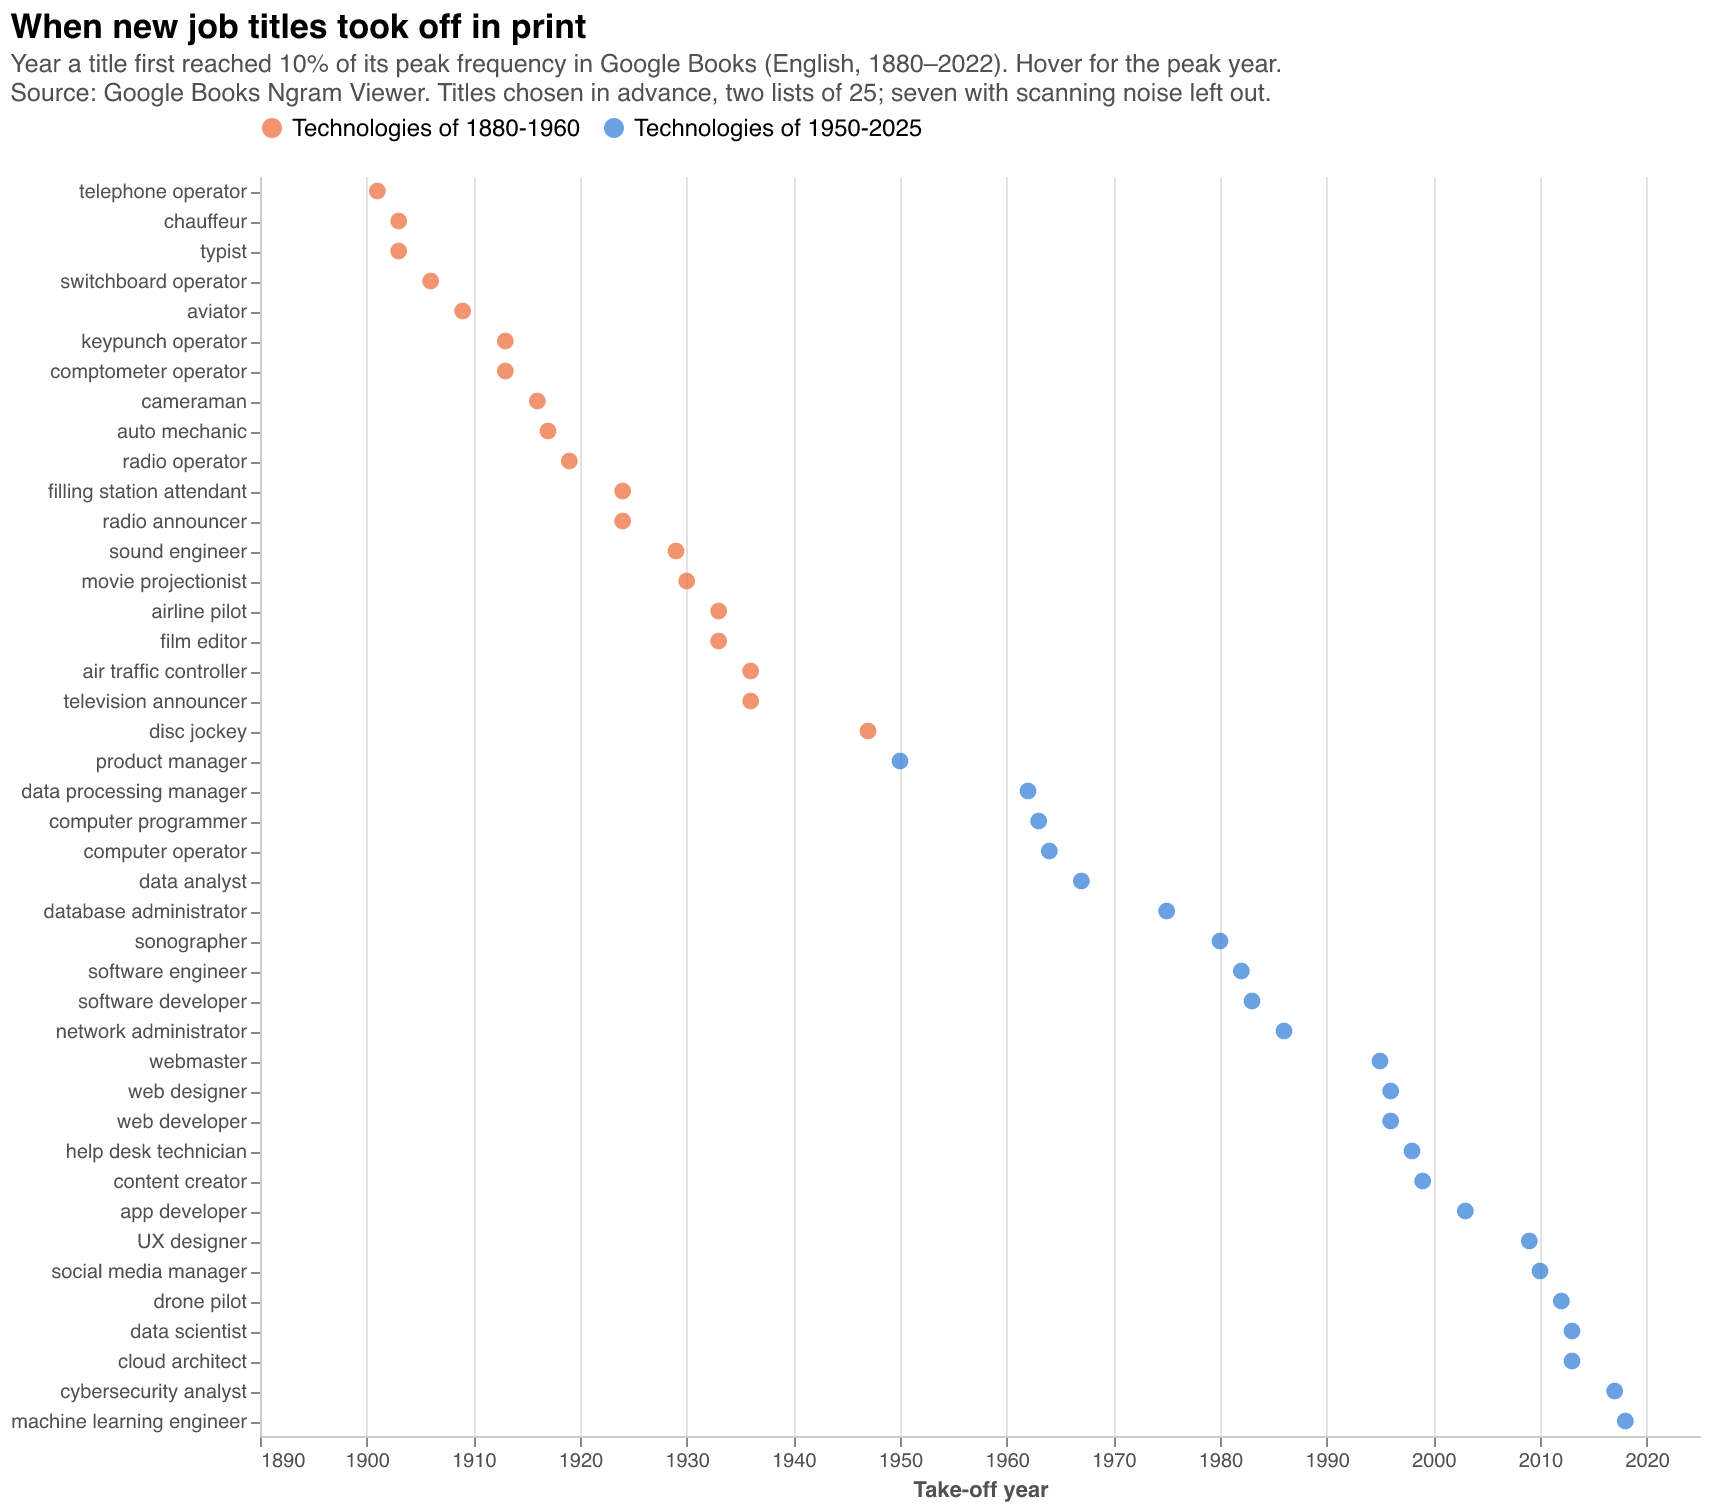 When new job titles took off in print
Year a title first reached 10% of its peak frequency in Google Books (English, 1880–2022). Hover for the peak year.
Source: Google Books Ngram Viewer. Titles chosen in advance, two lists of 25; seven with scanning noise left out.
Technologies of 1880-1960 Technologies of 1950-2025
telephone operator
chauffeur
typist
switchboard operator
aviator
keypunch operator
comptometer operator
cameraman
auto mechanic
radio operator
filling station attendant
radio announcer
sound engineer
movie projectionist
airline pilot
film editor
air traffic controller
television announcer
disc jockey
product manager
data processing manager
computer programmer
computer operator
data analyst
database administrator
sonographer
software engineer
software developer
network administrator
webmaster
web designer
web developer
help desk technician
content creator
app developer
UX designer
social media manager
drone pilot
data scientist
cloud architect
cybersecurity analyst
machine learning engineer
1890 1900 1910 1920 1930 1940 1950 1960 1970 1980 1990 2000 2010 2020
Take-off year